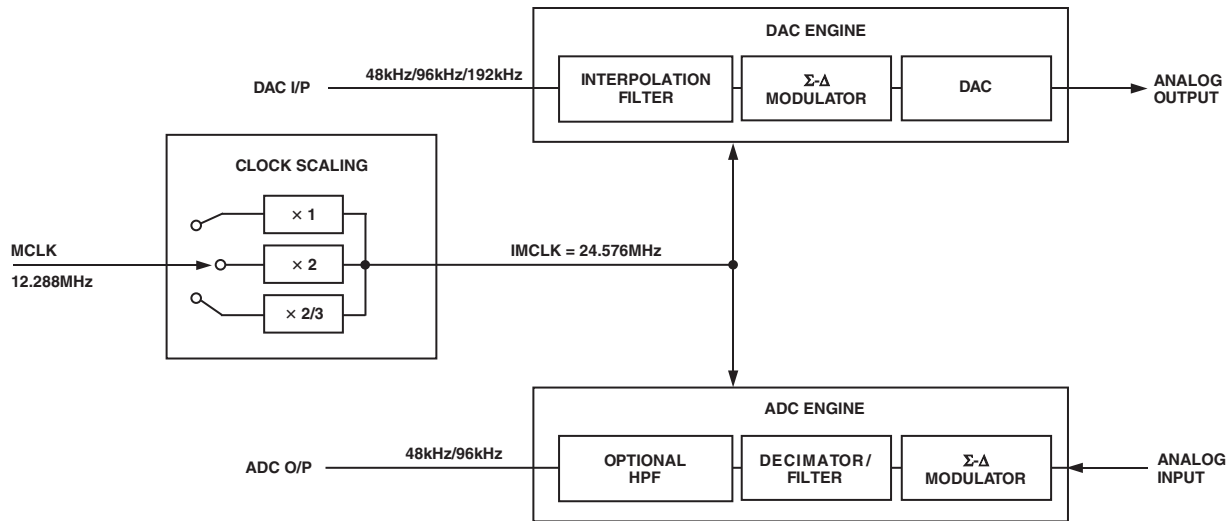 DAC ENGINE
48kHz/96kHz/192kHz
DAC I/P
INTERPOLATION
FILTER
Σ-Δ
MODULATOR
DAC
ANALOG
OUTPUT
CLOCK SCALING
× 1
MCLK
12.288MHz
× 2
IMCLK = 24.576MHz
× 2/3
ADC ENGINE
48kHz/96kHz
ADC O/P
OPTIONAL
HPF
DECIMATOR/
FILTER
Σ-Δ
MODULATOR
ANALOG
INPUT